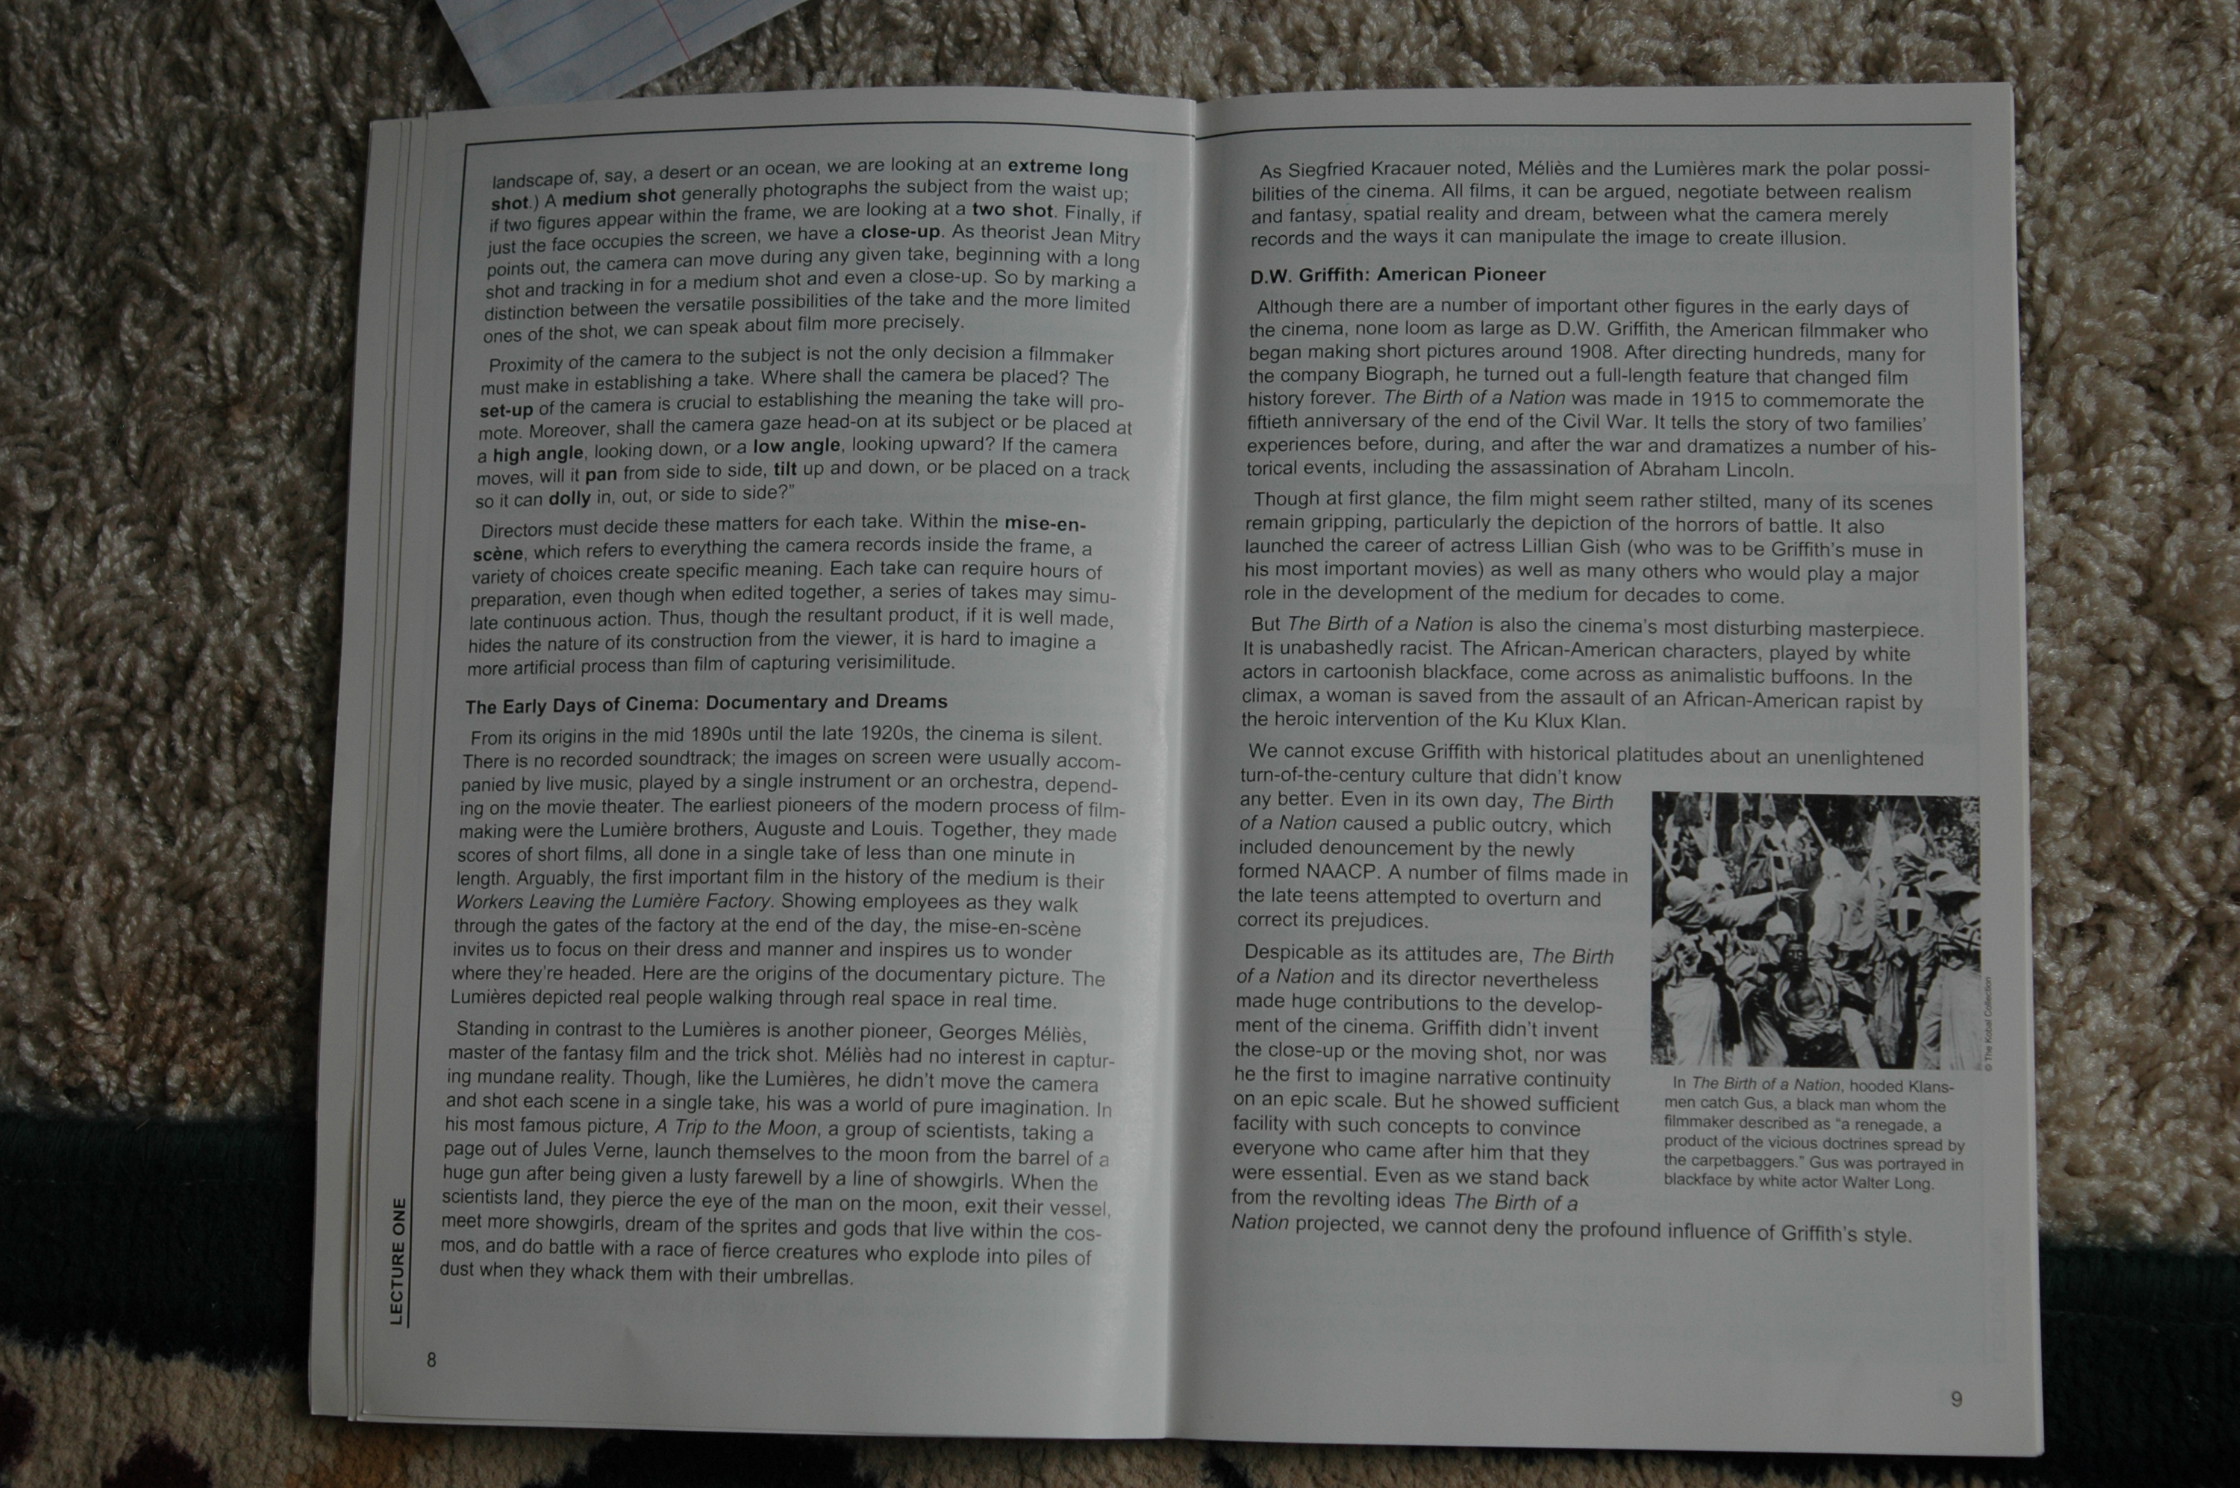 landscape of, say, a desert or an ocean, we are looking at an extreme long
shot.) A medium shot generally photographs the subject from the waist up;
if two figures appear within the frame, we are looking at a two shot. Finally, if
just the face occupies the screen, we have a close-up. As theorist Jean Mitry
points out, the camera can move during any given take, beginning with a long
shot and tracking in for a medium shot and even a close-up. So by marking a
distinction between the versatile possibilities of the take and the more limited
ones of the shot, we can speak about film more precisely.
Proximity of the camera to the subject is not the only decision a filmmaker
must make in establishing a take. Where shall the camera be placed? The
set-up of the camera is crucial to establishing the meaning the take will pro-
mote. Moreover, shall the camera gaze head-on at its subject or be placed at
a high angle, looking down, or a low angle, looking upward? If the camera
moves, will it pan from side to side, tilt up and down, or be placed on a track
so it can dolly in, out, or side to side?"
Directors must decide these matters for each take. Within the mise-en-
scène, which refers to everything the camera records inside the frame, a
variety of choices create specific meaning. Each take can require hours of
preparation, even though when edited together, a series of takes may simu-
late continuous action. Thus, though the resultant product, if it is well made,
hides the nature of its construction from the viewer, it is hard to imagine a
more artificial process than film of capturing verisimilitude.
The Early Days of Cinema: Documentary and Dreams
From its origins in the mid 1890s until the late 1920s, the cinema is silent.
There is no recorded soundtrack; the images on screen were usually accom-
panied by live music, played by a single instrument or an orchestra, depend-
ing on the movie theater. The earliest pioneers of the modern process of film-
making were the Lumière brothers, Auguste and Louis. Together, they made
scores of short films, all done in a single take of less than one minute in
length. Arguably, the first important film in the history of the medium is their
Workers Leaving the Lumière Factory. Showing employees as they walk
through the gates of the factory at the end of the day, the mise-en-scène
invites us to focus on their dress and manner and inspires us to wonder
where they're headed. Here are the origins of the documentary picture. The
Lumières depicted real people walking through real space in real time.
Standing in contrast to the Lumières is another pioneer, Georges Méliès,
master of the fantasy film and the trick shot. Méliès had no interest in captur-
ing mundane reality. Though, like the Lumières, he didn't move the camera
and shot each scene in a single take, his was a world of pure imagination. In
his most famous picture, A Trip to the Moon, a group of scientists, taking a
page out of Jules Verne, launch themselves to the moon from the barrel of a
huge gun after being given a lusty farewell by a line of showgirls. When the
scientists land, they pierce the eye of the man on the moon, exit their vessel,
meet more showgirls, dream of the sprites and gods that live within the cos-
mos, and do battle with a race of fierce creatures who explode into piles of
dust when they whack them with their umbrellas.
LECTURE ONE
8
As Siegfried Kracauer noted, Méliès and the Lumières mark the polar possi-
bilities of the cinema. All films, it can be argued, negotiate between realism
and fantasy, spatial reality and dream, between what the camera merely
records and the ways it can manipulate the image to create illusion.
D.W. Griffith: American Pioneer
Although there are a number of important other figures in the early days of
the cinema, none loom as large as D.W. Griffith, the American filmmaker who
began making short pictures around 1908. After directing hundreds, many for
the company Biograph, he turned out a full-length feature that changed film
history forever. The Birth of a Nation was made in 1915 to commemorate the
fiftieth anniversary of the end of the Civil War. It tells the story of two families'
experiences before, during, and after the war and dramatizes a number of his-
torical events, including the assassination of Abraham Lincoln.
Though at first glance, the film might seem rather stilted, many of its scenes
remain gripping, particularly the depiction of the horrors of battle. It also
launched the career of actress Lillian Gish (who was to be Griffith's muse in
his most important movies) as well as many others who would play a major
role in the development of the medium for decades to come.
But The Birth of a Nation is also the cinema's most disturbing masterpiece.
It is unabashedly racist. The African-American characters, played by white
actors in cartoonish blackface, come across as animalistic buffoons. In the
climax, a woman is saved from the assault of an African-American rapist by
the heroic intervention of the Ku Klux Klan.
We cannot excuse Griffith with historical platitudes about an unenlightened
turn-of-the-century culture that didn't know
any better. Even in its own day, The Birth
of a Nation caused a public outcry, which
included denouncement by the newly
formed NAACP. A number of films made in
the late teens attempted to overturn and
correct its prejudices.
Despicable as its attitudes are, The Birth
of a Nation and its director nevertheless
made huge contributions to the develop-
ment of the cinema. Griffith didn't invent
the close-up or the moving shot, nor was
he the first to imagine narrative continuity
on an epic scale. But he showed sufficient
facility with such concepts to convince
everyone who came after him that they
were essential. Even as we stand back
from the revolting ideas The Birth of a
Nation projected, we cannot deny the profound influence of Griffith's style.
© The Kobal Collection
In The Birth of a Nation, hooded Klans-
men catch Gus, a black man whom the
filmmaker described as "a renegade, a
product of the vicious doctrines spread by
the carpetbaggers." Gus was portrayed in
blackface by white actor Walter Long.
9